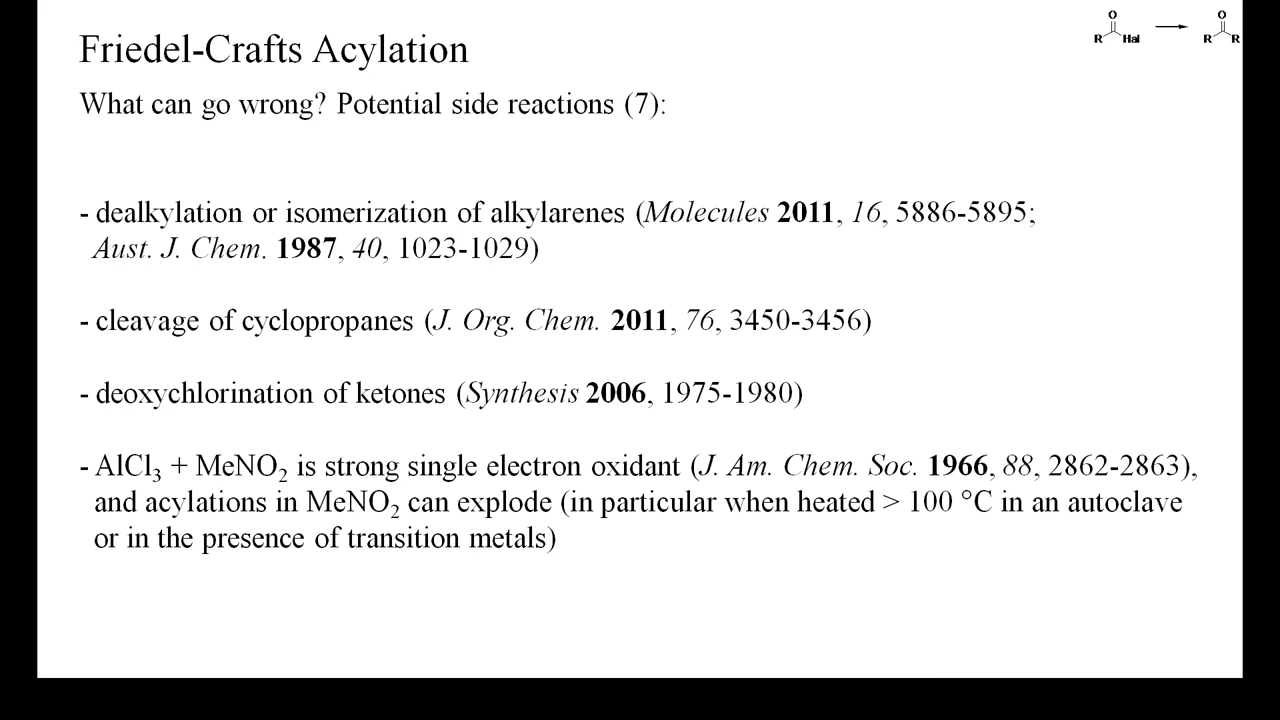 Friedel-Crafts Acylation
O
R Hal
O
R R
What can go wrong? Potential side reactions (7):
- dealkylation or isomerization of alkylarenes (Molecules 2011, 16, 5886-5895;
Aust. J. Chem. 1987, 40, 1023-1029)
- cleavage of cyclopropanes (J. Org. Chem. 2011, 76, 3450-3456)
- deoxychlorination of ketones (Synthesis 2006, 1975-1980)
- AlCl₃ + MeNO₂ is strong single electron oxidant (J. Am. Chem. Soc. 1966, 88, 2862-2863),
and acylations in MeNO₂ can explode (in particular when heated > 100 °C in an autoclave
or in the presence of transition metals)